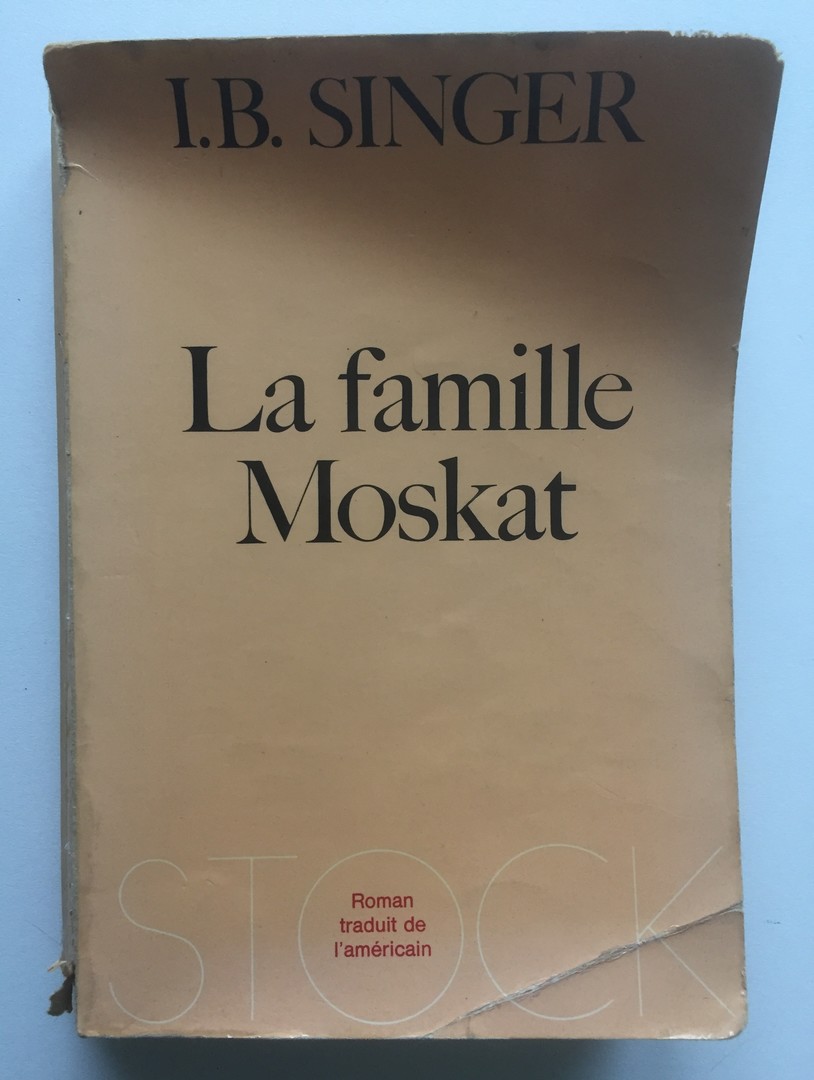 I.B. SINGER
La famille
Moskat
STOCK
Roman
traduit de
l'américain